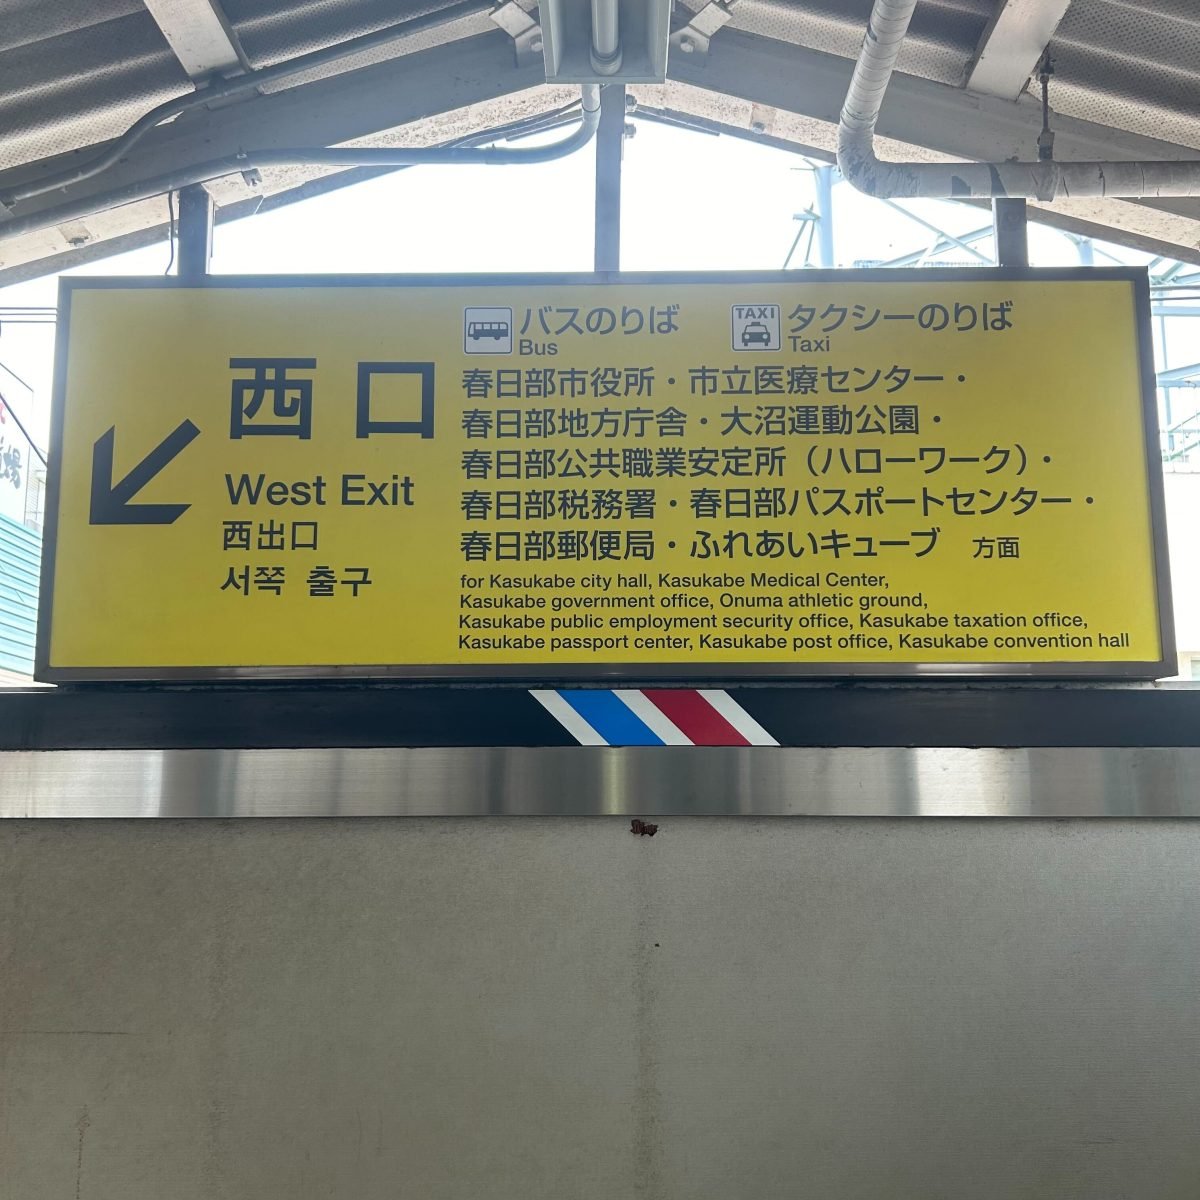 西口
West Exit
西出口
서쪽 출구
バスのりば
Bus
TAXI
タクシーのりば
Taxi
春日部市役所・市立医療センター・
春日部地方庁舎・大沼運動公園・
春日部公共職業安定所（ハローワーク）・
春日部税務署・春日部パスポートセンター・
春日部郵便局・ふれあいキューブ 方面
for Kasukabe city hall, Kasukabe Medical Center,
Kasukabe government office, Onuma athletic ground,
Kasukabe public employment security office, Kasukabe taxation office,
Kasukabe passport center, Kasukabe post office, Kasukabe convention hall